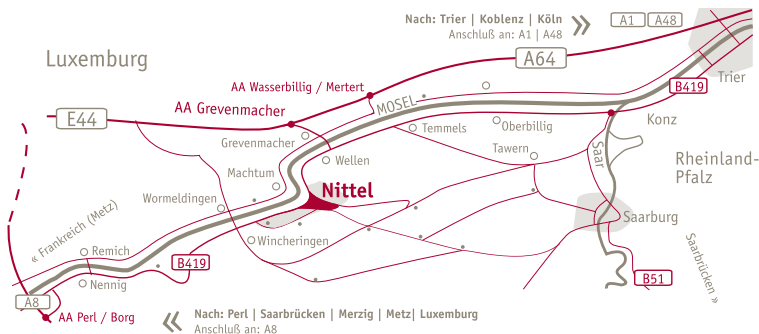 Nach: Trier | Koblenz | Köln
A1
A48
Anschluß an: A1 | A48
Luxemburg
A64
Trier
AA Wasserbillig / Mertert
B419
AA Grevenmacher
MOSEL
E44
Konz
Temmels
Oberbillig
Grevenmacher
Saar
Tawern
Wellen
Rheinland-
Pfalz
Machtum
Nittel
Wormeldingen
Saarburg
« Frankreich (Metz)
Wincheringen
Saarbrücken »
Remich
B419
B51
Nennig
A8
AA Perl / Borg
Nach: Perl | Saarbrücken | Merzig | Metz| Luxemburg
Anschluß an: A8